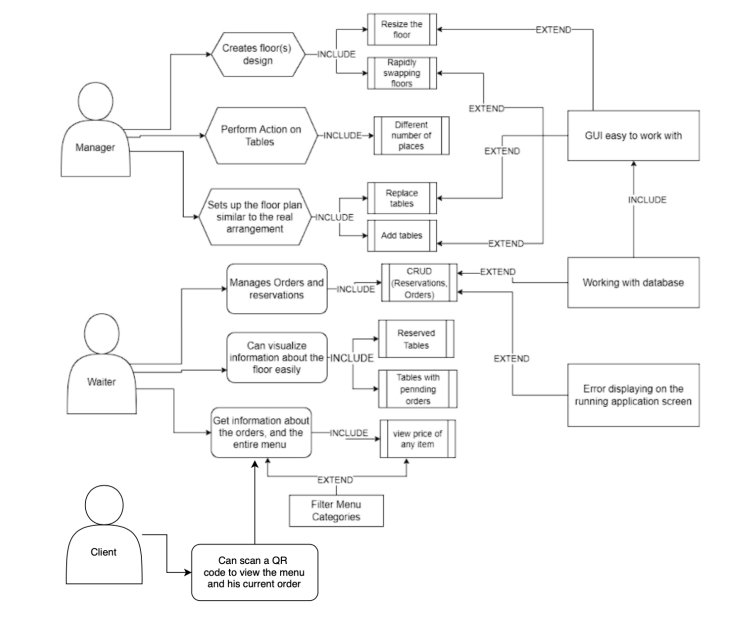 Resize the
floor
EXTEND
Creates floor(s)
design
INCLUDE
Rapidly
swapping
floors
EXTEND
Manager
Perform Action on
Tables
INCLUDE
Different
number of
places
GUI easy to work with
EXTEND
Sets up the floor plan
similar to the real
arrangement
INCLUDE
Replace
tables
Add tables
EXTEND
INCLUDE
Manages Orders and
reservations
INCLUDE
CRUD
(Reservations,
Orders)
EXTEND
Working with database
Waiter
Can visualize
information about the
floor easily
INCLUDE
Reserved
Tables
Tables with
pennding
orders
EXTEND
Error displaying on the
running application screen
Get information about
the orders, and the
entire menu
INCLUDE
view price of
any item
EXTEND
Filter Menu
Categories
Client
Can scan a QR
code to view the menu
and his current order